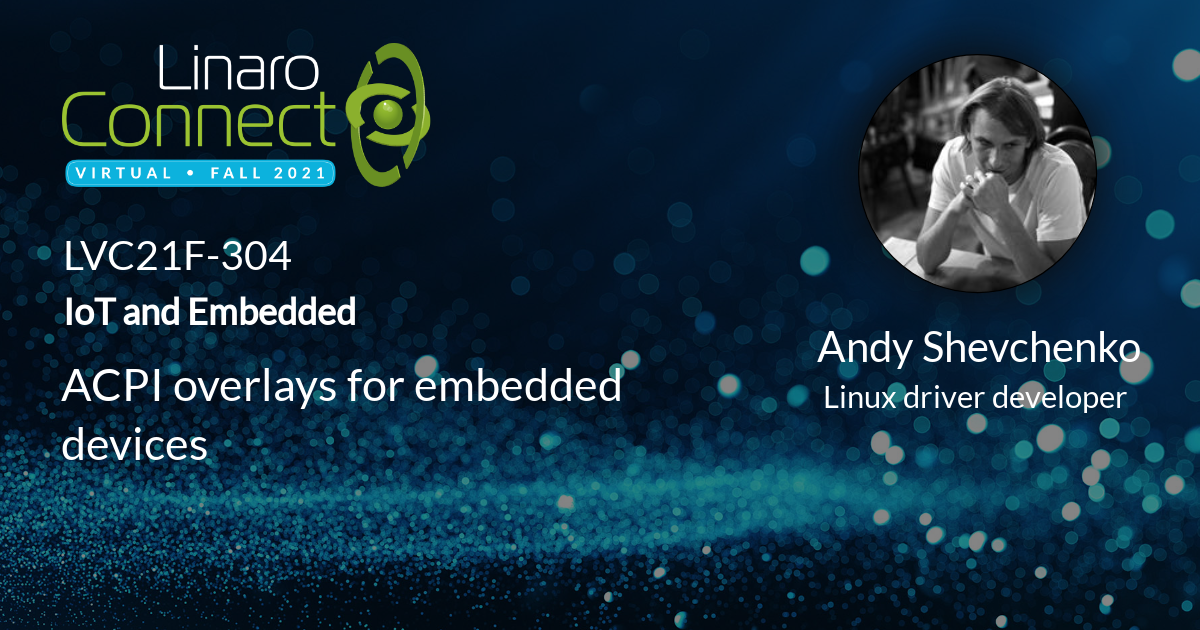 Linaro
Connect
VIRTUAL • FALL 2021
LVC21F-304
IoT and Embedded
ACPI overlays for embedded
devices
Andy Shevchenko
Linux driver developer